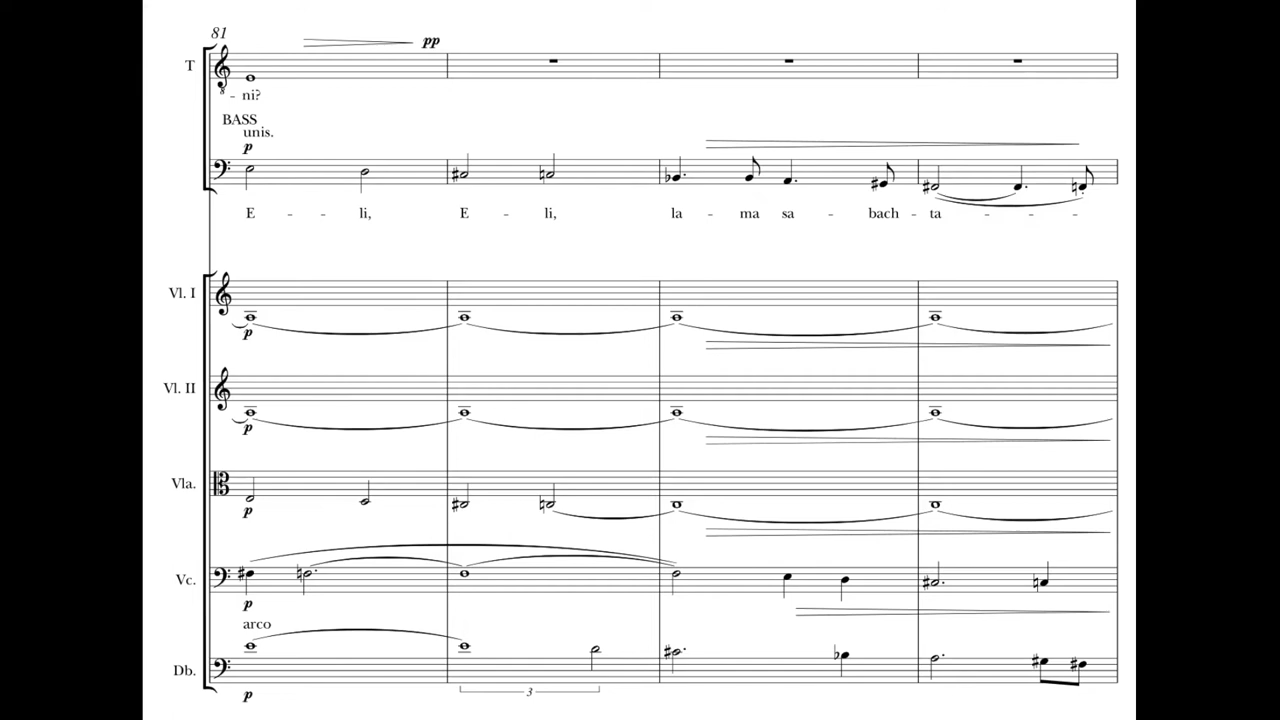 81
pp
T
8
- ni?
BASS
unis.
p
E - - li, E - li, la - ma sa - bach - ta - - -
Vl. I
p
Vl. II
p
Vla.
p
Vc.
p
arco
Db.
p
3